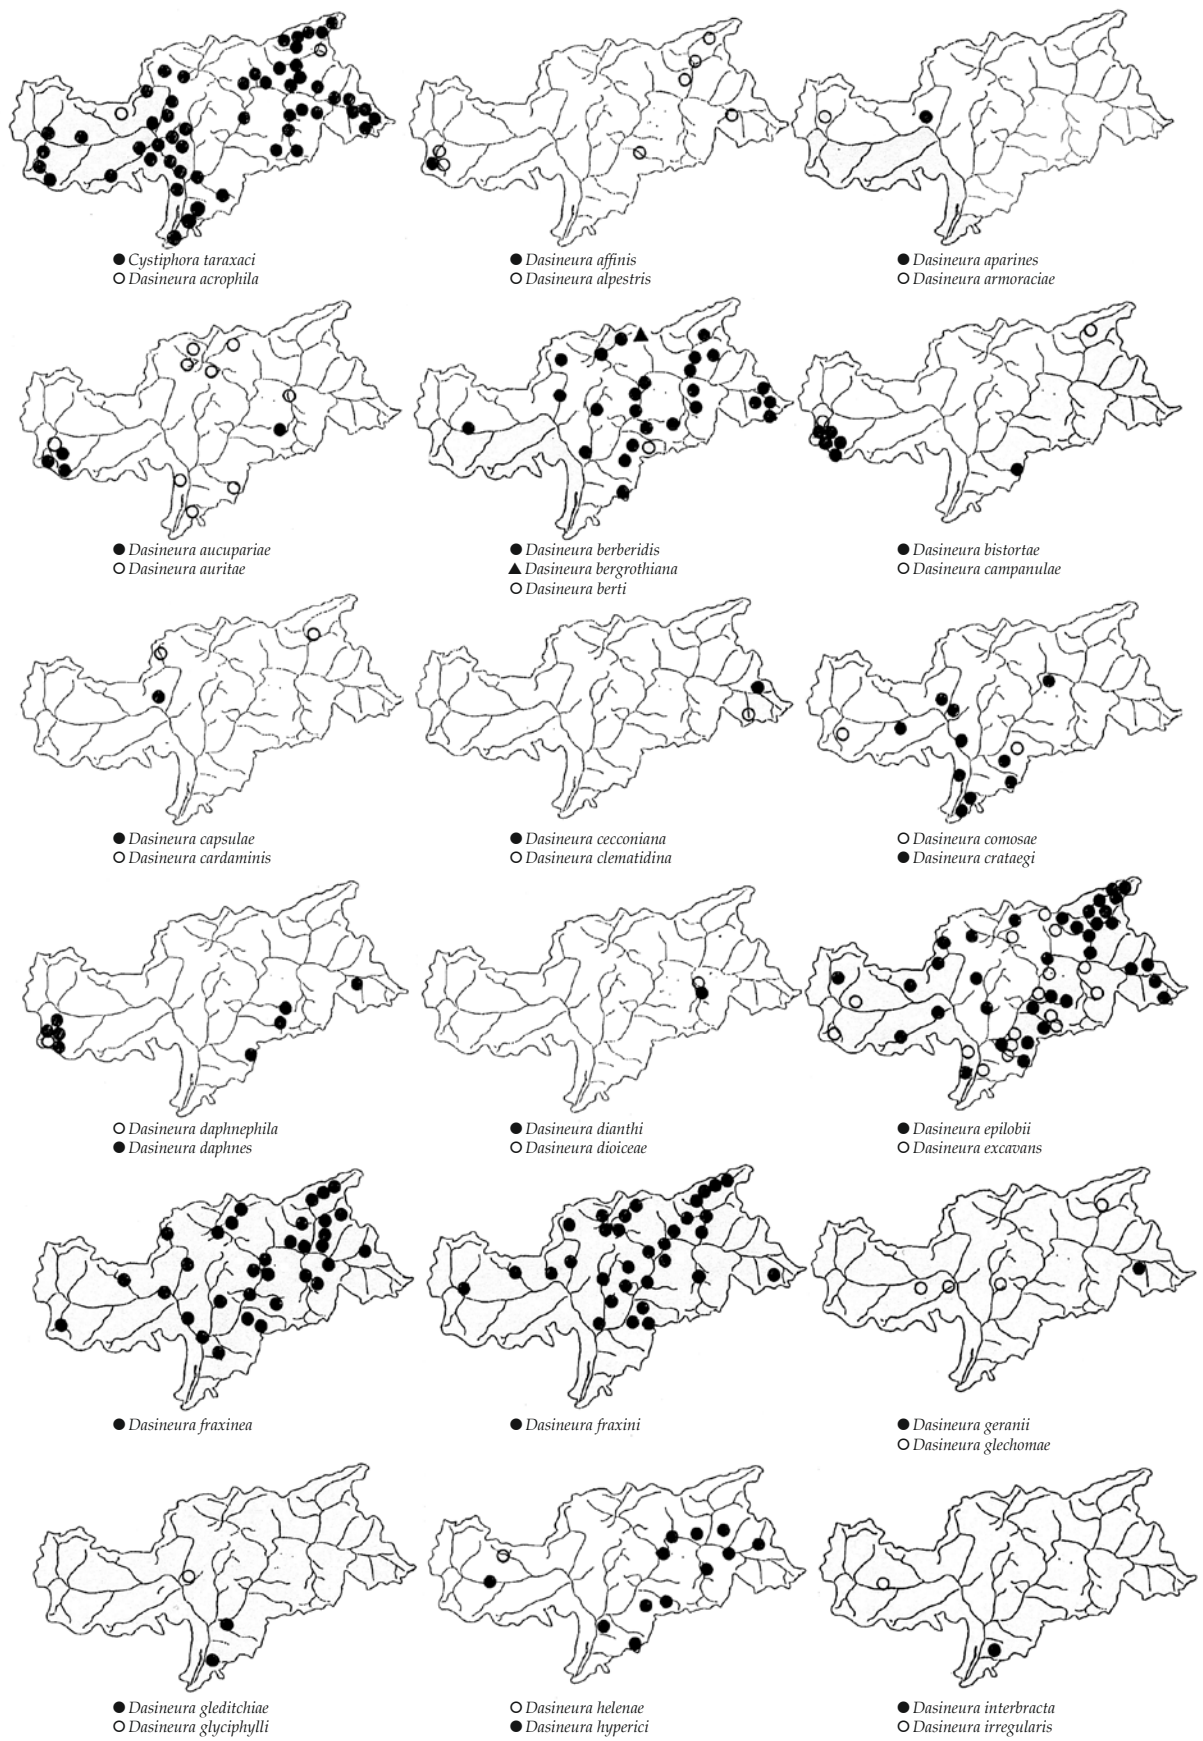 ● Cystiphora taraxaci
○ Dasineura acrophila
● Dasineura affinis
○ Dasineura alpestris
● Dasineura aparines
○ Dasineura armoraciae
● Dasineura aucupariae
○ Dasineura auritae
● Dasineura berberidis
▲ Dasineura bergrothiana
○ Dasineura berti
● Dasineura bistortae
○ Dasineura campanulae
● Dasineura capsulae
○ Dasineura cardaminis
● Dasineura cecconiana
○ Dasineura clematidina
○ Dasineura comosae
● Dasineura crataegi
○ Dasineura daphnephila
● Dasineura daphnes
● Dasineura dianthi
○ Dasineura dioiceae
● Dasineura epilobii
○ Dasineura excavans
● Dasineura fraxinea
● Dasineura fraxini
● Dasineura geranii
○ Dasineura glechomae
● Dasineura gleditchiae
○ Dasineura glyciphylli
○ Dasineura helenae
● Dasineura hyperici
● Dasineura interbracta
○ Dasineura irregularis